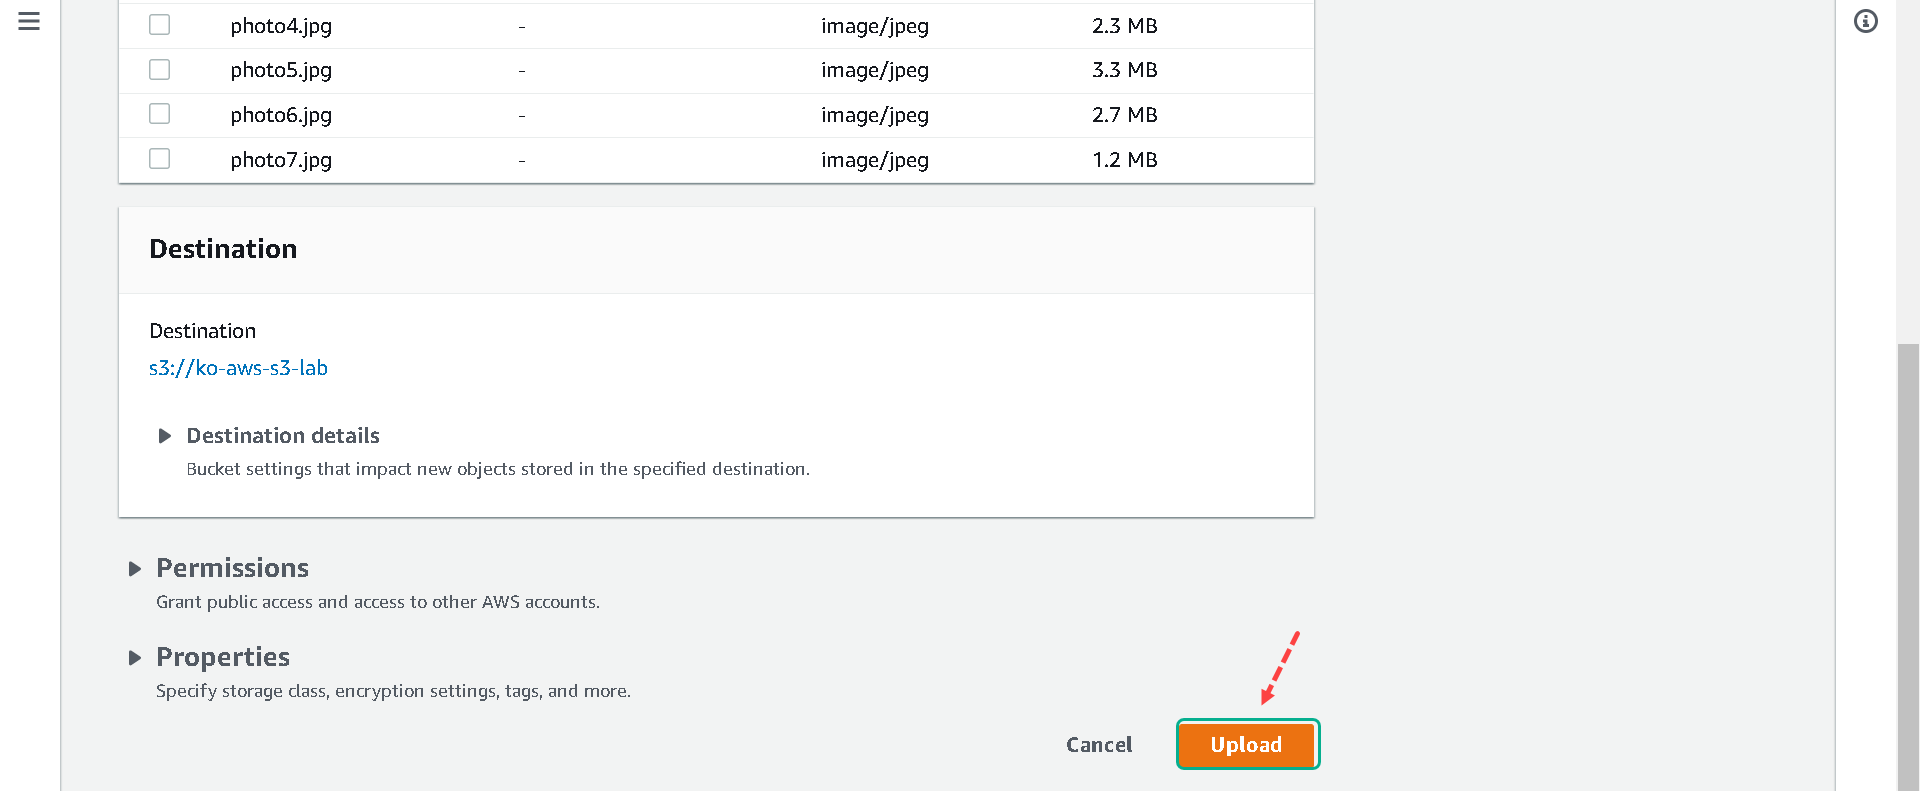 photo4.jpg - image/jpeg 2.3 MB
photo5.jpg - image/jpeg 3.3 MB
photo6.jpg - image/jpeg 2.7 MB
photo7.jpg - image/jpeg 1.2 MB
Destination
Destination
s3://ko-aws-s3-lab
Destination details
Bucket settings that impact new objects stored in the specified destination.
Permissions
Grant public access and access to other AWS accounts.
Properties
Specify storage class, encryption settings, tags, and more.
Cancel Upload